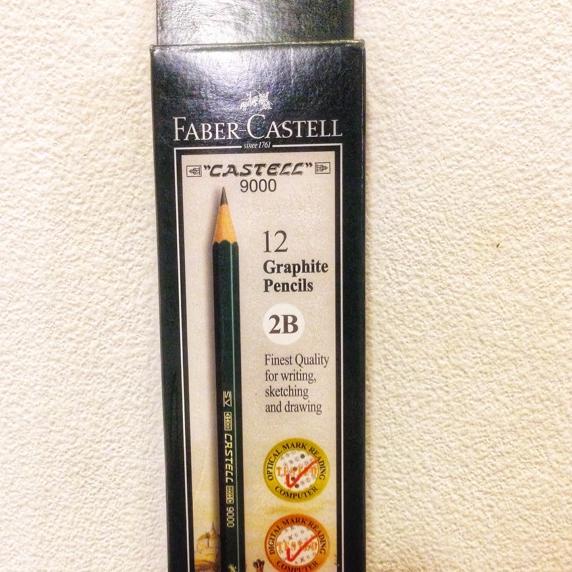 FABER-CASTELL
since 1761
"CASTELL"
9000
12
Graphite
Pencils
2B
Finest Quality
for writing,
sketching
and drawing
CASTELL 9000
OPTICAL MARK READING
TESTED
COMPUTER
DIGITAL MARK READING
COMPUTER